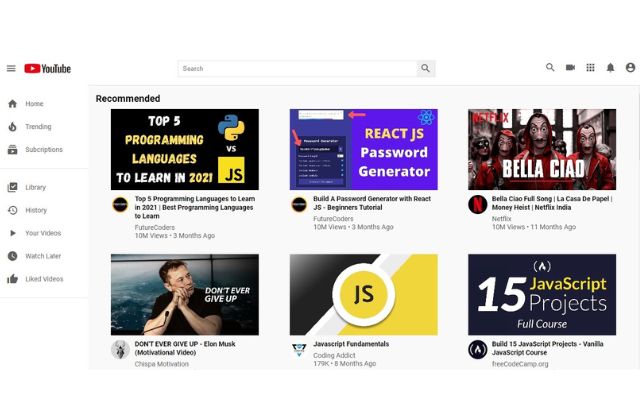 YouTube
Search
Home
Trending
Subcriptions
Library
History
Your Videos
Watch Later
Liked Videos
Recommended
TOP 5
PROGRAMMING
LANGUAGES
TO LEARN IN 2021
VS
JS
Top 5 Programming Languages to Learn
in 2021 | Best Programming Languages
to Learn
FutureCoders
10M Views • 3 Months Ago
Password Generator
REACT JS
Password
Generator
Build A Password Generator with React
JS - Beginners Tutorial
FutureCoders
10M Views • 3 Months Ago
NETFLIX
BELLA CIAO
Bella Ciao Full Song | La Casa De Papel |
Money Heist | Netflix India
Netflix
10M Views • 11 Months Ago
DON'T EVER
GIVE UP
DON'T EVER GIVE UP - Elon Musk
(Motivational Video)
Chispa Motivation
JS
Javascript Fundamentals
Coding Addict
179K • 8 Months Ago
15 JavaScript
Projects
Full Course
Build 15 JavaScript Projects - Vanilla
JavaScript Course
freeCodeCamp.org